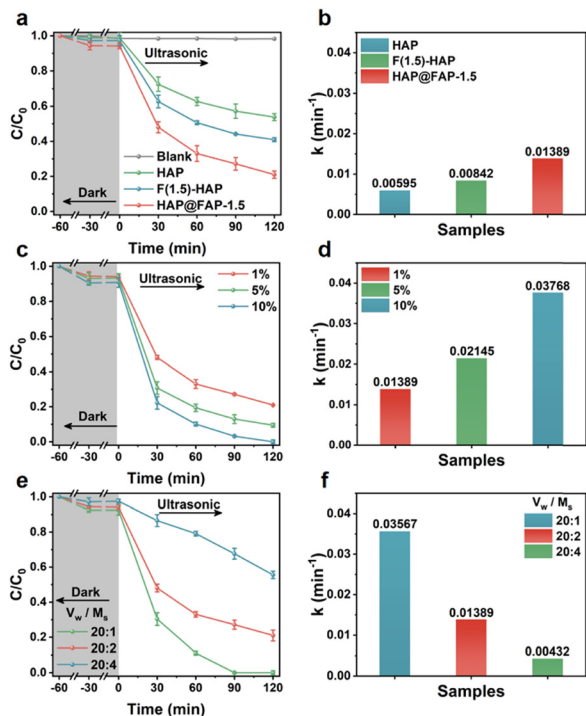 a
C/C₀
1.0
0.8
0.6
0.4
0.2
0.0
Ultrasonic
Blank
HAP
F(1.5)-HAP
HAP@FAP-1.5
Dark
-60 -30 0 30 60 90 120
Time (min)
b
k (min⁻¹)
0.04
0.03
0.02
0.01
0.00
HAP
F(1.5)-HAP
HAP@FAP-1.5
0.00595
0.00842
0.01389
Samples
c
C/C₀
1.0
0.8
0.6
0.4
0.2
0.0
Ultrasonic
1%
5%
10%
Dark
-60 -30 0 30 60 90 120
Time (min)
d
k (min⁻¹)
0.04
0.03
0.02
0.01
0.00
1%
5%
10%
0.01389
0.02145
0.03768
Samples
e
C/C₀
1.0
0.8
0.6
0.4
0.2
0.0
Ultrasonic
Dark
Vw / Ms
20:1
20:2
20:4
-60 -30 0 30 60 90 120
Time (min)
f
k (min⁻¹)
0.04
0.03
0.02
0.01
0.00
Vw / Ms
20:1
20:2
20:4
0.03567
0.01389
0.00432
Samples